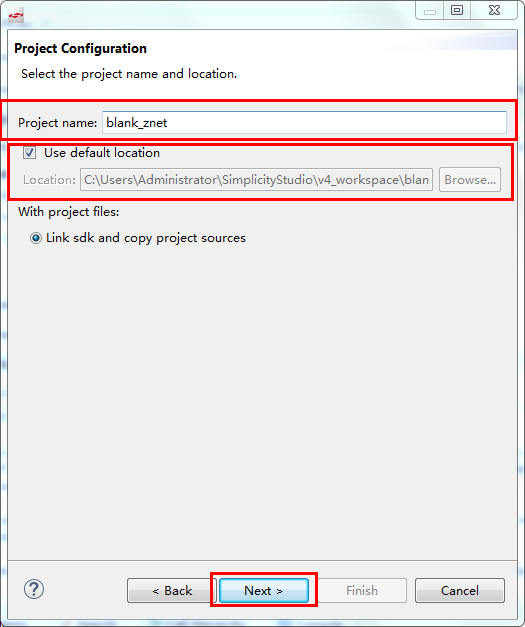 Project Configuration
Select the project name and location.
Project name: blank_znet
Use default location
Location: C:\Users\Administrator\SimplicityStudio\v4_workspace\blan Browse...
With project files:
Link sdk and copy project sources
? < Back Next > Finish Cancel